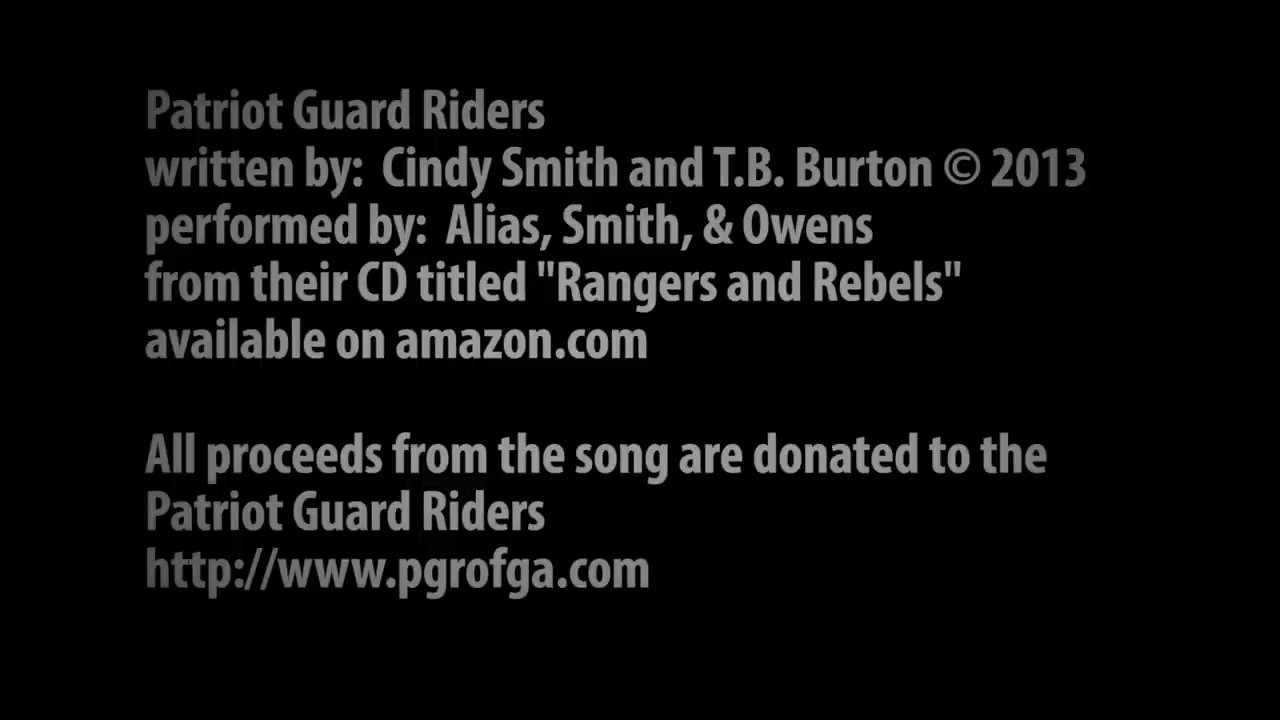 Patriot Guard Riders
written by:  Cindy Smith and T.B. Burton © 2013
performed by:  Alias, Smith, & Owens
from their CD titled "Rangers and Rebels"
available on amazon.com
All proceeds from the song are donated to the
Patriot Guard Riders
http://www.pgrofga.com